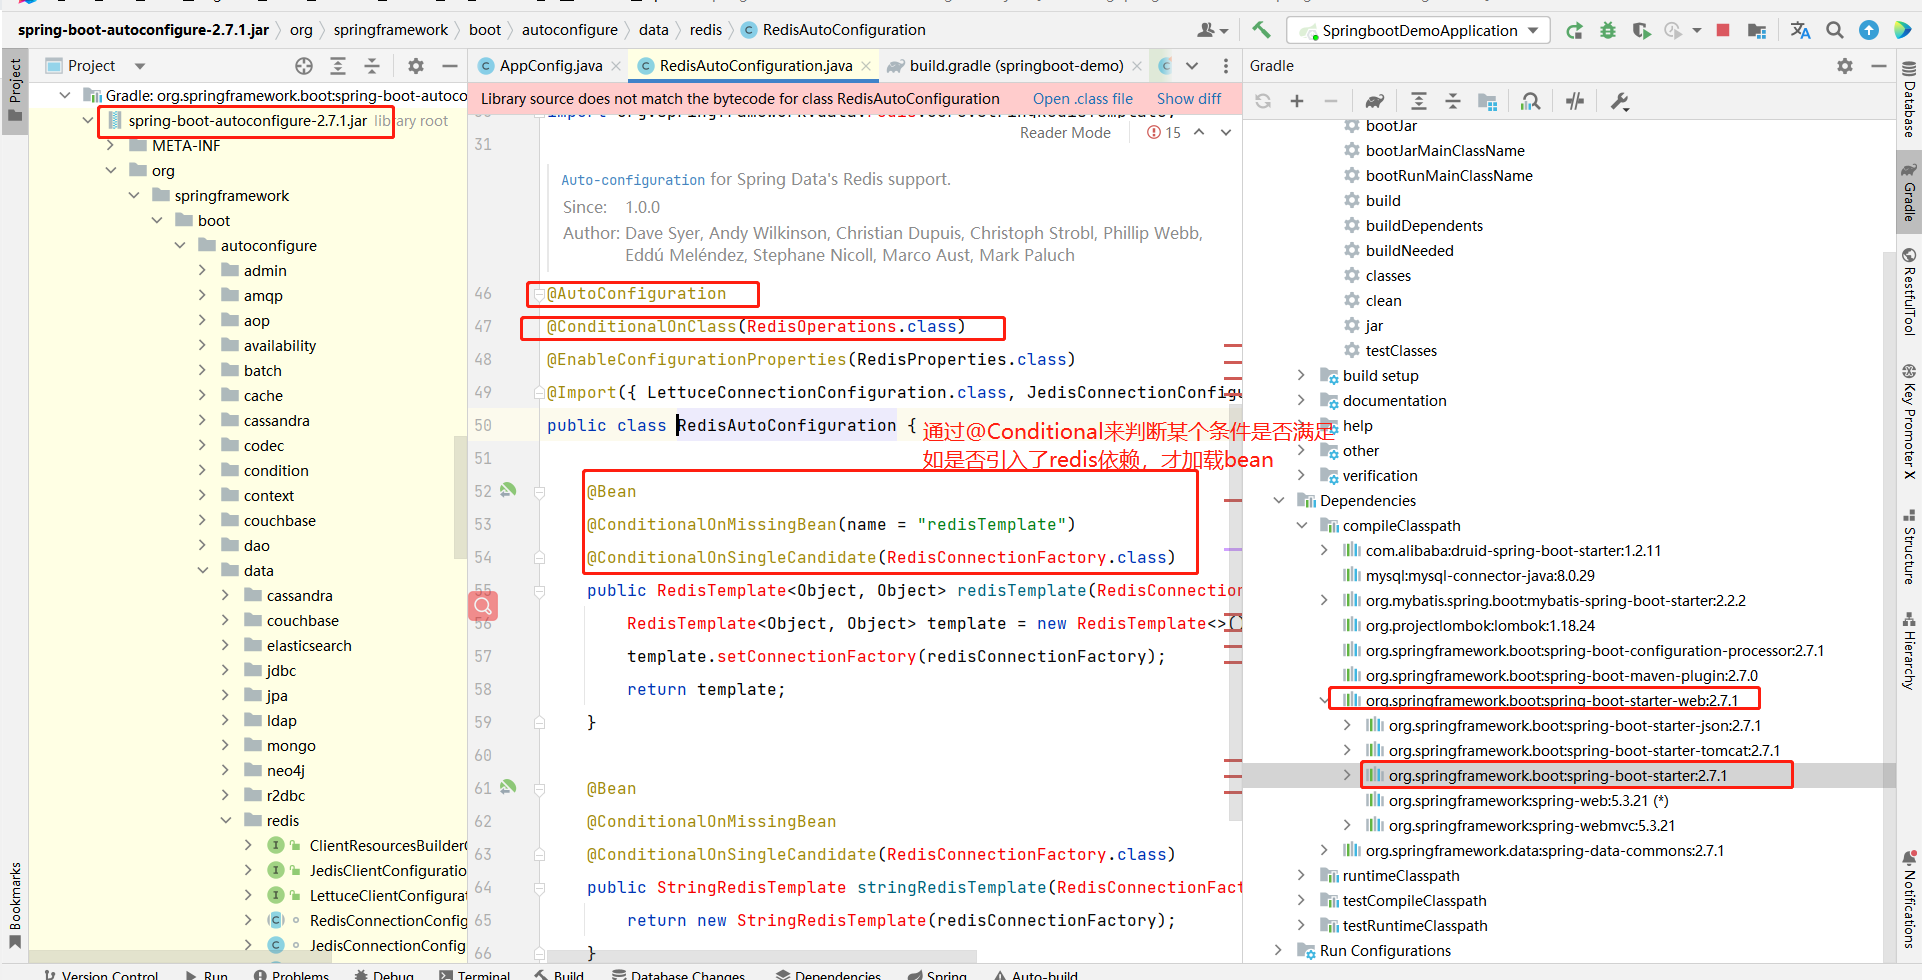 spring-boot-autoconfigure-2.7.1.jar org springframework boot autoconfigure data redis RedisAutoConfiguration
SpringbootDemoApplication
Project
AppConfig.java
RedisAutoConfiguration.java
build.gradle (springboot-demo)
Gradle
Project
Gradle: org.springframework.boot:spring-boot-autoco
spring-boot-autoconfigure-2.7.1.jar library root
META-INF
org
springframework
boot
autoconfigure
admin
amqp
aop
availability
batch
cache
cassandra
codec
condition
context
couchbase
dao
data
cassandra
couchbase
elasticsearch
jdbc
jpa
ldap
mongo
neo4j
r2dbc
redis
ClientResourcesBuilderC
JedisClientConfiguratio
LettuceClientConfigurat
RedisConnectionConfig
JedisConnectionConfig
Bookmarks
Library source does not match the bytecode for class RedisAutoConfiguration
Open .class file
Show diff
Reader Mode
15
31
Auto-configuration for Spring Data's Redis support.
Since: 1.0.0
Author: Dave Syer, Andy Wilkinson, Christian Dupuis, Christoph Strobl, Phillip Webb,
Eddú Meléndez, Stephane Nicoll, Marco Aust, Mark Paluch
46 @AutoConfiguration
47 @ConditionalOnClass(RedisOperations.class)
48 @EnableConfigurationProperties(RedisProperties.class)
49 @Import({ LettuceConnectionConfiguration.class, JedisConnectionConfigu
50 public class RedisAutoConfiguration {
通过@Conditional来判断某个条件是否满足
51
如是否引入了redis依赖，才加载bean
52 @Bean
53 @ConditionalOnMissingBean(name = "redisTemplate")
54 @ConditionalOnSingleCandidate(RedisConnectionFactory.class)
55 public RedisTemplate<Object, Object> redisTemplate(RedisConnection
56 RedisTemplate<Object, Object> template = new RedisTemplate<>()
57 template.setConnectionFactory(redisConnectionFactory);
58 return template;
59 }
60
61 @Bean
62 @ConditionalOnMissingBean
63 @ConditionalOnSingleCandidate(RedisConnectionFactory.class)
64 public StringRedisTemplate stringRedisTemplate(RedisConnectionFact
65 return new StringRedisTemplate(redisConnectionFactory);
66 }
bootJar
bootJarMainClassName
bootRunMainClassName
build
buildDependents
buildNeeded
classes
clean
jar
testClasses
build setup
documentation
help
other
verification
Dependencies
compileClasspath
com.alibaba:druid-spring-boot-starter:1.2.11
mysql:mysql-connector-java:8.0.29
org.mybatis.spring.boot:mybatis-spring-boot-starter:2.2.2
org.projectlombok:lombok:1.18.24
org.springframework.boot:spring-boot-configuration-processor:2.7.1
org.springframework.boot:spring-boot-maven-plugin:2.7.0
org.springframework.boot:spring-boot-starter-web:2.7.1
org.springframework.boot:spring-boot-starter-json:2.7.1
org.springframework.boot:spring-boot-starter-tomcat:2.7.1
org.springframework.boot:spring-boot-starter:2.7.1
org.springframework:spring-web:5.3.21 (*)
org.springframework:spring-webmvc:5.3.21
org.springframework.data:spring-data-commons:2.7.1
runtimeClasspath
testCompileClasspath
testRuntimeClasspath
Run Configurations
Database
Gradle
RestfulTool
Key Promoter X
Structure
Hierarchy
Notifications
Version Control Run Problems Debug Terminal Build Database Changes Dependencies Spring Auto-build